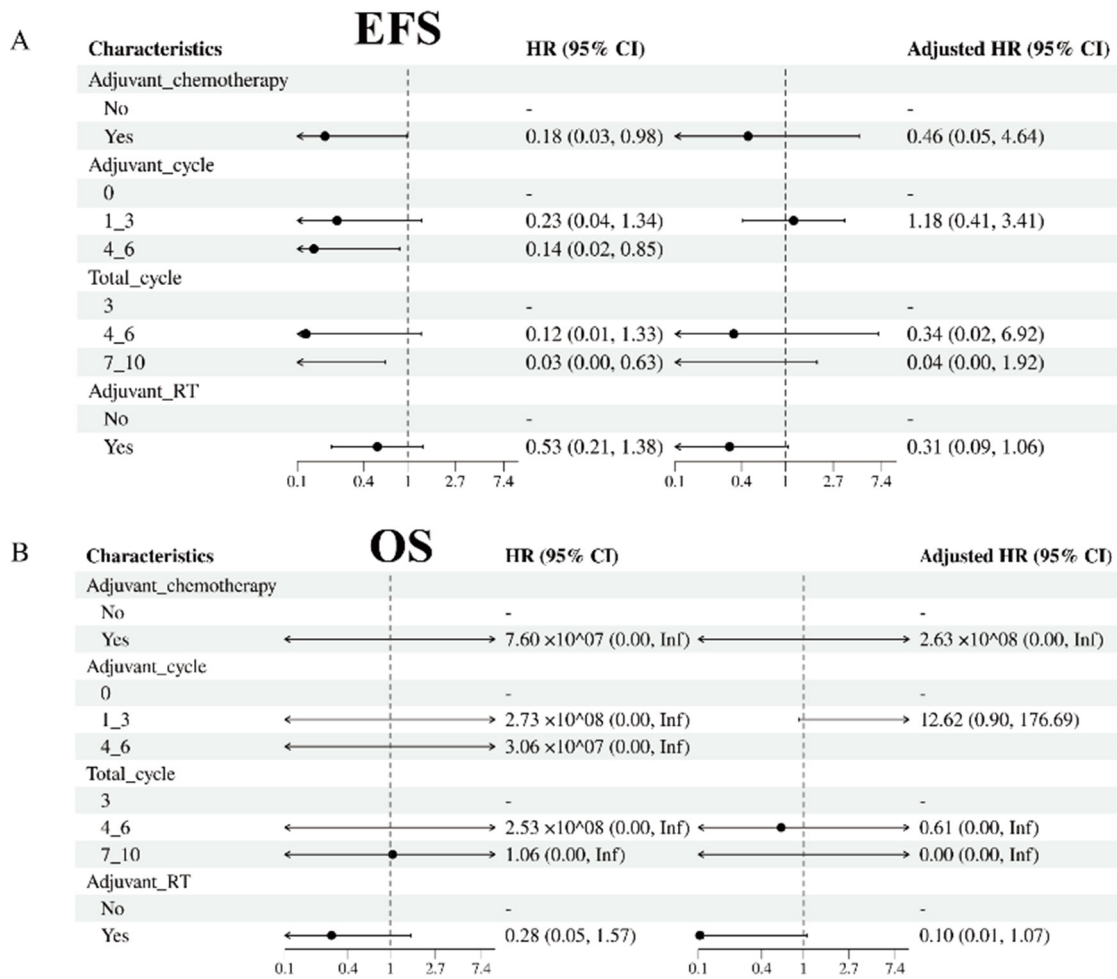 A
EFS
Characteristics HR (95% CI) Adjusted HR (95% CI)
Adjuvant_chemotherapy
No - -
Yes 0.18 (0.03, 0.98) 0.46 (0.05, 4.64)
Adjuvant_cycle
0 - -
1_3 0.23 (0.04, 1.34) 1.18 (0.41, 3.41)
4_6 0.14 (0.02, 0.85)
Total_cycle
3 - -
4_6 0.12 (0.01, 1.33) 0.34 (0.02, 6.92)
7_10 0.03 (0.00, 0.63) 0.04 (0.00, 1.92)
Adjuvant_RT
No - -
Yes 0.53 (0.21, 1.38) 0.31 (0.09, 1.06)
0.1 0.4 1 2.7 7.4 0.1 0.4 1 2.7 7.4
B
OS
Characteristics HR (95% CI) Adjusted HR (95% CI)
Adjuvant_chemotherapy
No - -
Yes 7.60 ×10^07 (0.00, Inf) 2.63 ×10^08 (0.00, Inf)
Adjuvant_cycle
0 - -
1_3 2.73 ×10^08 (0.00, Inf) 12.62 (0.90, 176.69)
4_6 3.06 ×10^07 (0.00, Inf)
Total_cycle
3 - -
4_6 2.53 ×10^08 (0.00, Inf) 0.61 (0.00, Inf)
7_10 1.06 (0.00, Inf) 0.00 (0.00, Inf)
Adjuvant_RT
No - -
Yes 0.28 (0.05, 1.57) 0.10 (0.01, 1.07)
0.1 0.4 1 2.7 7.4 0.1 0.4 1 2.7 7.4